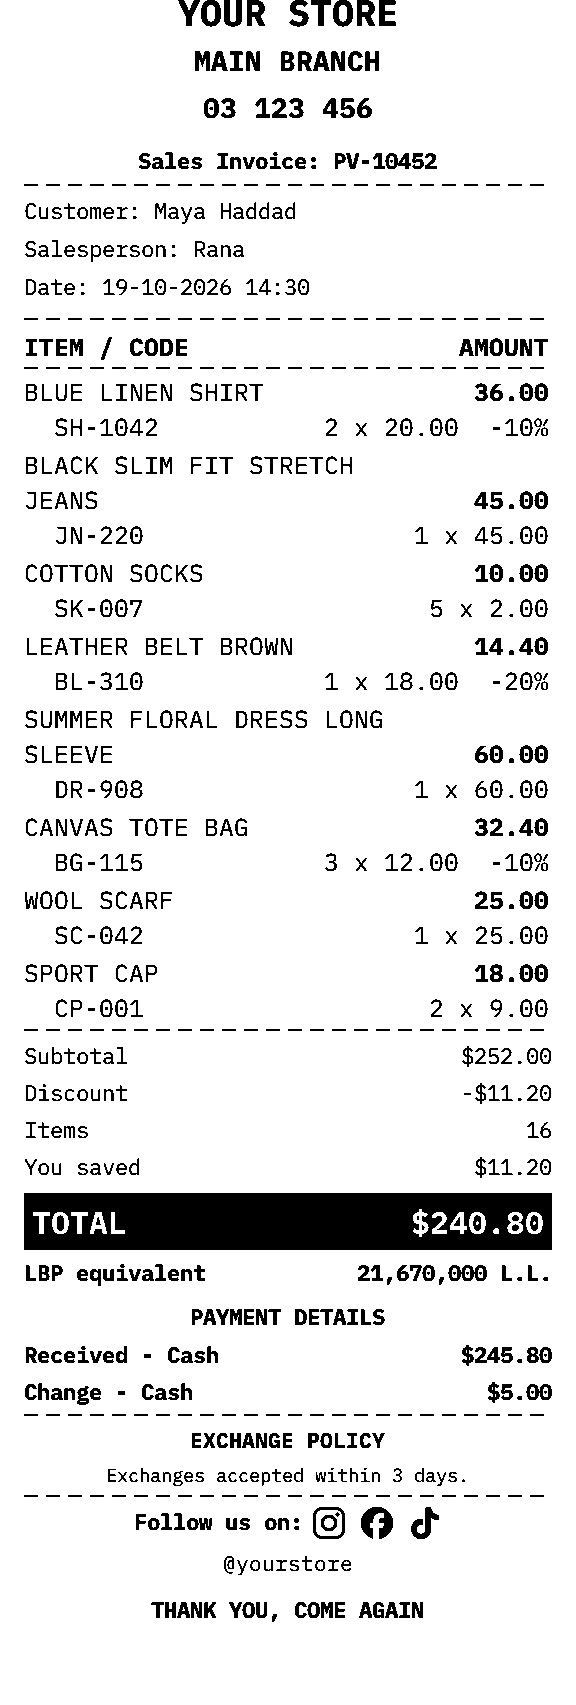 YOUR STORE
MAIN BRANCH
03 123 456
Sales Invoice: PV-10452
Customer: Maya Haddad
Salesperson: Rana
Date: 19-10-2026 14:30
ITEM / CODE AMOUNT
BLUE LINEN SHIRT 36.00
SH-1042 2 x 20.00 -10%
BLACK SLIM FIT STRETCH
JEANS 45.00
JN-220 1 x 45.00
COTTON SOCKS 10.00
SK-007 5 x 2.00
LEATHER BELT BROWN 14.40
BL-310 1 x 18.00 -20%
SUMMER FLORAL DRESS LONG
SLEEVE 60.00
DR-908 1 x 60.00
CANVAS TOTE BAG 32.40
BG-115 3 x 12.00 -10%
WOOL SCARF 25.00
SC-042 1 x 25.00
SPORT CAP 18.00
CP-001 2 x 9.00
Subtotal $252.00
Discount -$11.20
Items 16
You saved $11.20
TOTAL $240.80
LBP equivalent 21,670,000 L.L.
PAYMENT DETAILS
Received - Cash $245.80
Change - Cash $5.00
EXCHANGE POLICY
Exchanges accepted within 3 days.
Follow us on:
@yourstore
THANK YOU, COME AGAIN